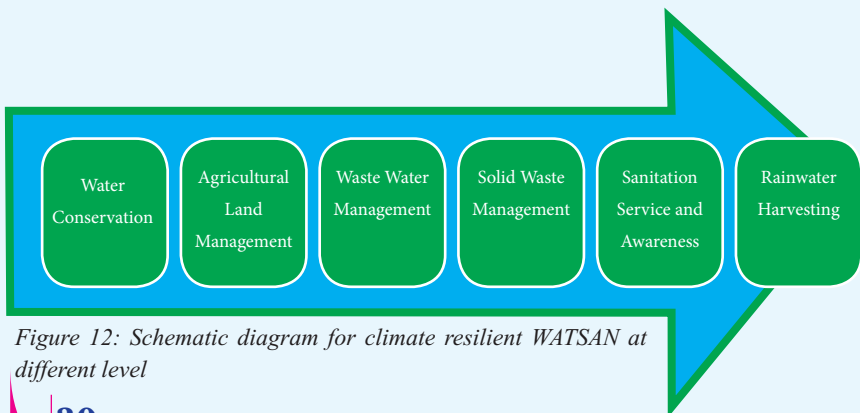 Water
Conservation
Agricultural
Land
Management
Waste Water
Management
Solid Waste
Management
Sanitation
Service and
Awareness
Rainwater
Harvesting
Figure 12: Schematic diagram for climate resilient WATSAN at
different level